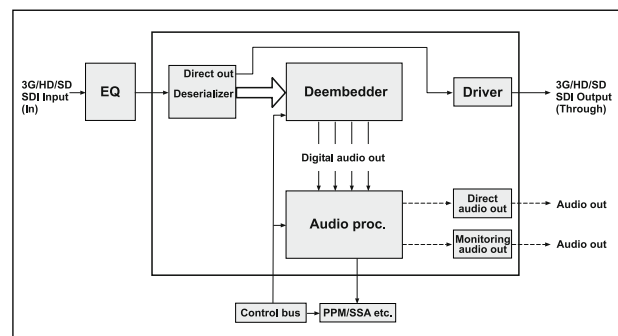 3G/HD/SD
SDI Input
(In)
EQ
Direct out
Deserializer
Deembedder
Driver
3G/HD/SD
SDI Output
(Through)
Digital audio out
Audio proc.
Direct
audio out
Audio out
Monitoring
audio out
Audio out
Control bus
PPM/SSA etc.